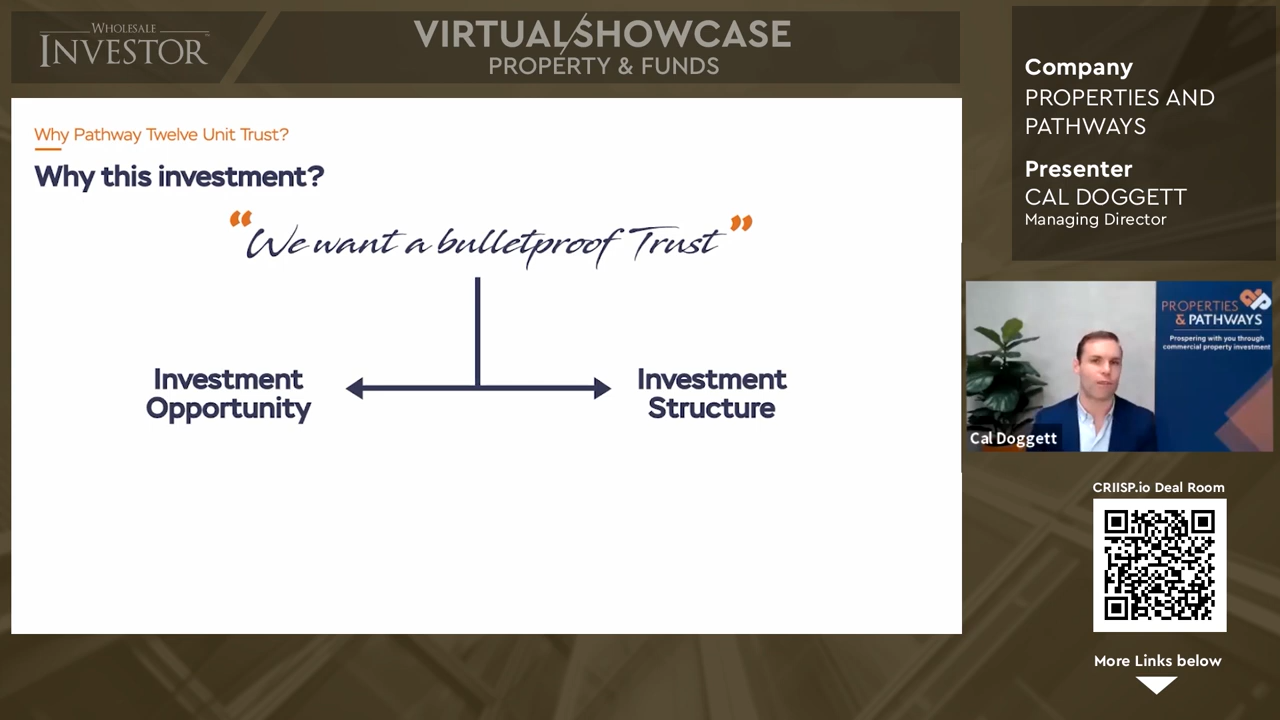 WHOLESALE
INVESTOR
VIRTUAL/SHOWCASE
PROPERTY & FUNDS
Why Pathway Twelve Unit Trust?
Why this investment?
“We want a bulletproof Trust”
Investment
Opportunity
Investment
Structure
Company
PROPERTIES AND
PATHWAYS
Presenter
CAL DOGGETT
Managing Director
PROPERTIES
& PATHWAYS
Prospering with you through
commercial property investment
Cal Doggett
CRIISP.io Deal Room
More Links below